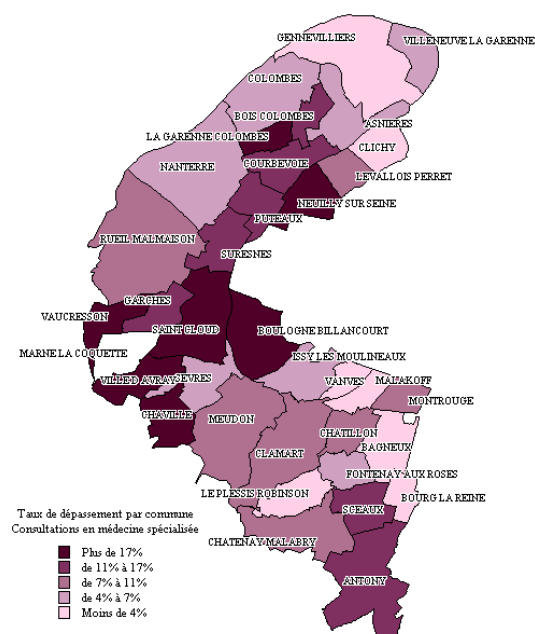 GENNEVILLIERS
VILLENEUVE LA GARENNE
COLOMBES
BOIS COLOMBES
ASNIERES
LA GARENNE COLOMBES
CLICHY
COURBEVOIE
NANTERRE
LEVALLOIS PERRET
NEUILLY SUR SEINE
PUTEAUX
RUEIL MALMAISON
SURESNES
GARCHES
VAUCRESSON
SAINT CLOUD
BOULOGNE BILLANCOURT
MARNE LA COQUETTE
ISSY LES MOULINEAUX
VILLE D AVRAY
SEVRES
VANVES
MALAKOFF
MONTROUGE
CHAVILLE
MEUDON
CHATILLON
BAGNEUX
CLAMART
FONTENAY AUX ROSES
LE PLESSIS ROBINSON
BOURG LA REINE
SCEAUX
CHATENAY MALABRY
ANTONY
Taux de dépassement par commune
Consultations en médecine spécialisée
Plus de 17%
de 11% à 17%
de 7% à 11%
de 4% à 7%
Moins de 4%